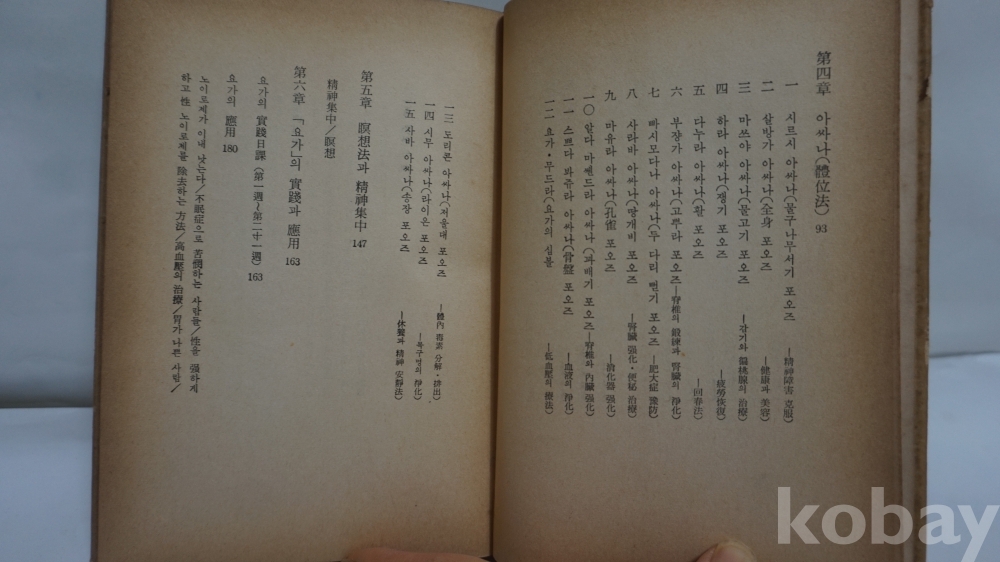 第四章 아싸나(體位法) 93
一 시르시 아싸나(물구나무서기 포오즈 —精神障害 克服)
二 살방가 아싸나(全身 포오즈 —健康과 美容)
三 마쓰야 아싸나(물고기 포오즈 —감기와 扁桃腺의 治療)
四 하라 아싸나(쟁기 포오즈 —疲勞恢復)
五 다누라 아싸나(활 포오즈 —回春法)
六 부쟝가 아싸나(고부라 포오즈—脊椎의 鍛鍊과 腎臟의 淨化)
七 빠시모다나 아싸나(두 다리 뻗기 포오즈—肥大症 豫防)
八 사라바 아싸나(땅개비 포오즈 —腎臟 强化・便秘 治療)
九 마유라 아싸나(孔雀 포오즈 —消化器 强化)
一〇 알다 마쎈드라 아싸나(꽈배기 포오즈—脊椎와 內臟 强化)
一一 스쁘다 바쥬라 아싸나(骨盤 포오즈 —血液의 淨化)
一二 요가・무드라(요가의 심볼 —低血壓의 療法)
一三 도리콘 아싸나(저울대 포오즈 —體內 毒素 分解・排出)
一四 시무 아싸나(라이온 포오즈 —목구멍의 淨化)
一五 사바 아싸나(송장 포오즈 —休養과 精神 安靜法)
第五章 瞑想法과 精神集中 147
精神集中/瞑想
第六章 「요가」의 實踐과 應用 163
요가의 實踐日課(第一週~第二十一週) 163
요가의 應用 180
노이로제가 이내 낫는다/不眠症으로 苦悶하는 사람들/性을 强하게
하고 性 노이로제를 除去하는 方法/高血壓의 治療/胃가 나쁜 사람/
kobay